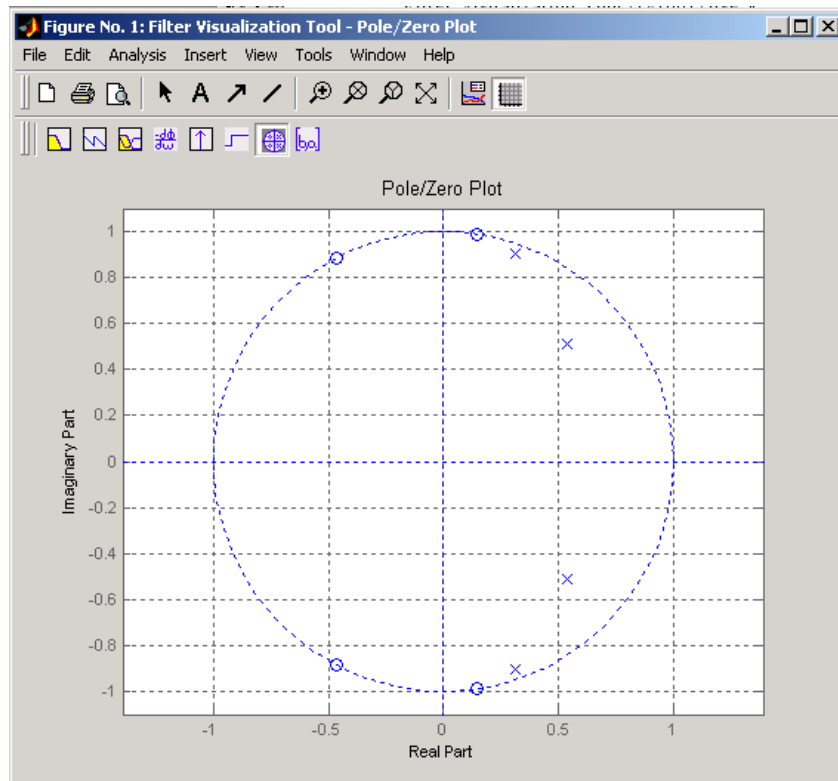 Figure No. 1: Filter Visualization Tool - Pole/Zero Plot
File Edit Analysis Insert View Tools Window Help
A
-dϕ
dω
[b,a]
Pole/Zero Plot
1
0.8
0.6
0.4
0.2
0
-0.2
-0.4
-0.6
-0.8
-1
Imaginary Part
-1 -0.5 0 0.5 1
Real Part